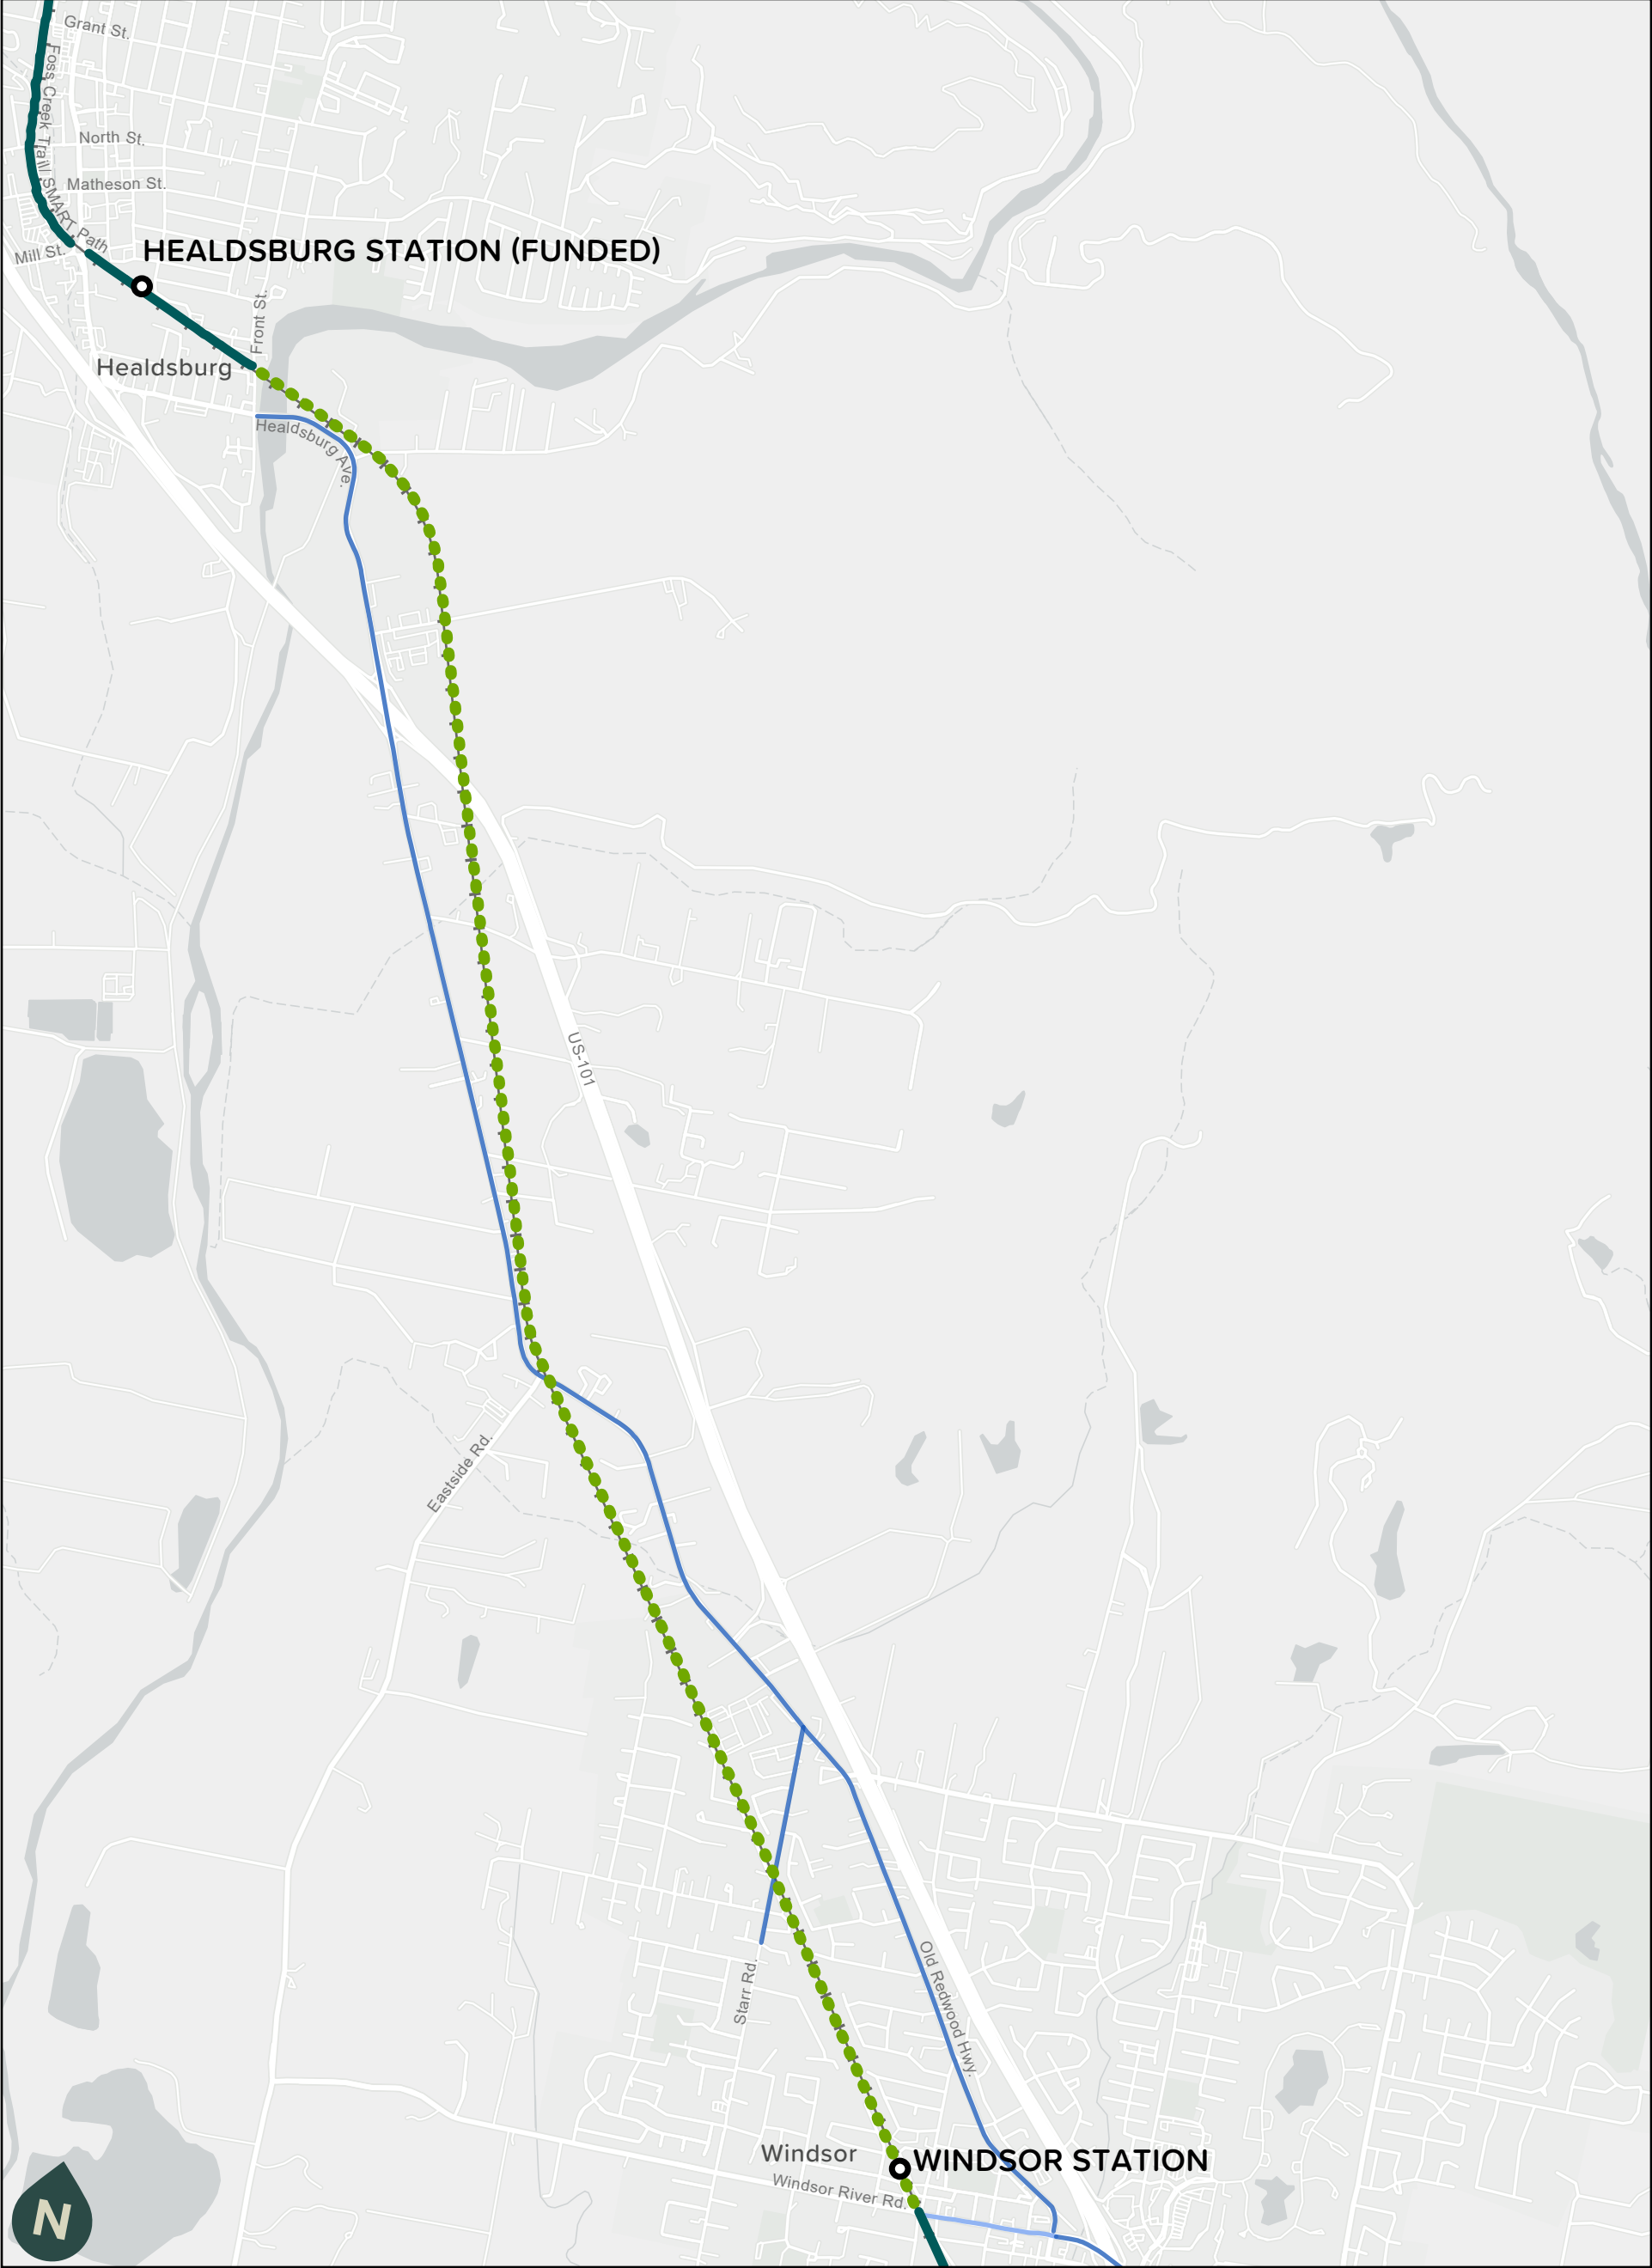 Grant St.
Foss Creek Trail/ SMART Path
North St.
Matheson St.
Mill St.
HEALDSBURG STATION (FUNDED)
Front St.
Healdsburg
Healdsburg Ave.
US-101
Eastside Rd.
Old Redwood Hwy.
Starr Rd.
Windsor
WINDSOR STATION
Windsor River Rd.
N